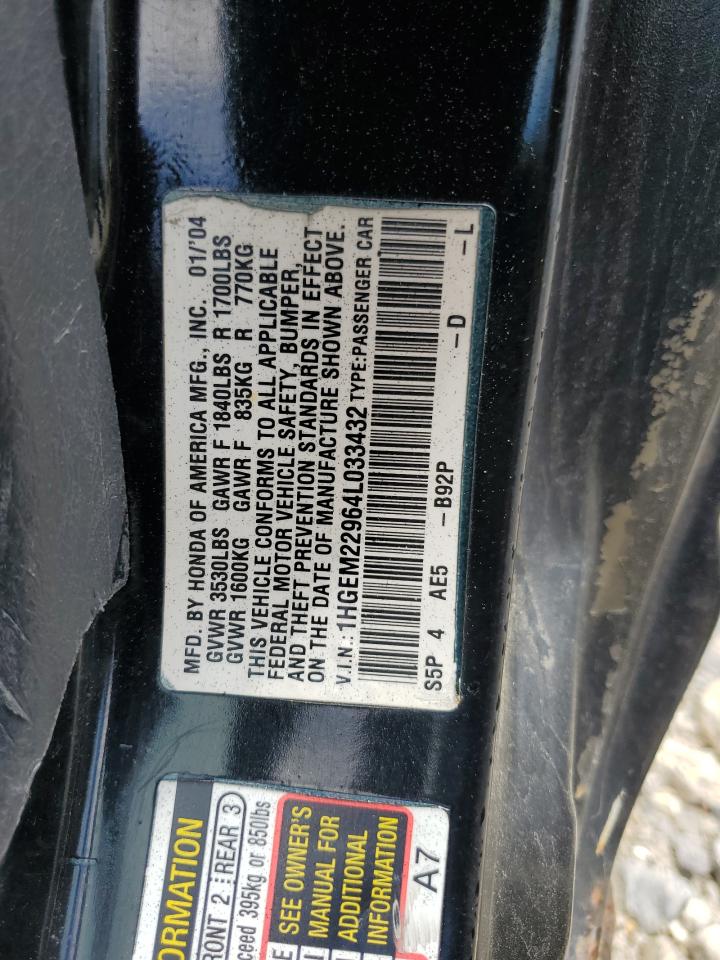 MFD. BY HONDA OF AMERICA MFG., INC. 01/'04
GVWR 3530LBS GAWR F 1840LBS R 1700LBS
GVWR 1600KG GAWR F 835KG R 770KG
THIS VEHICLE CONFORMS TO ALL APPLICABLE
FEDERAL MOTOR VEHICLE SAFETY, BUMPER,
AND THEFT PREVENTION STANDARDS IN EFFECT
ON THE DATE OF MANUFACTURE SHOWN ABOVE.
V.I.N.: 1HGEM22964L033432 TYPE:PASSENGER CAR
S5P 4 AE5 -B92P -D -L
ORMATION
RONT 2 REAR 3
ceed 395kg or 850lbs
SEE OWNER'S
MANUAL FOR
ADDITIONAL
INFORMATION
A7